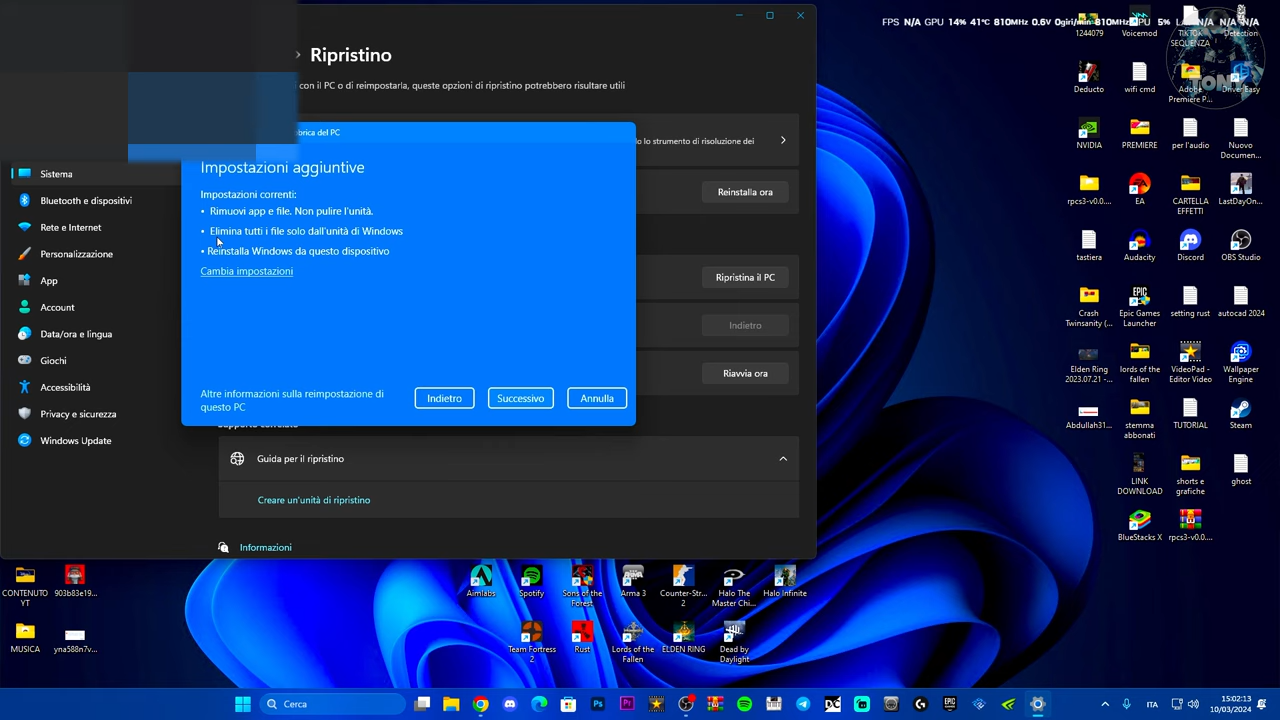 FPS N/A GPU 14% 41°C 810MHz 0.6V 0giri/min 810MHz
5%
N/A N/A N/A
› Ripristino
con il PC o di reimpostarla, queste opzioni di ripristino potrebbero risultare utili
lo strumento di risoluzione dei
Reinstalla ora
Ripristina il PC
Indietro
Riavvia ora
brica del PC
Impostazioni aggiuntive
Impostazioni correnti:
• Rimuovi app e file. Non pulire l'unità.
• Elimina tutti i file solo dall'unità di Windows
• Reinstalla Windows da questo dispositivo
Cambia impostazioni
Altre informazioni sulla reimpostazione di
questo PC
Indietro
Successivo
Annulla
Sistema
Bluetooth e dispositivi
Rete e Internet
Personalizzazione
App
Account
Data/ora e lingua
Giochi
Accessibilità
Privacy e sicurezza
Windows Update
Supporto correlato
Guida per il ripristino
Creare un'unità di ripristino
Informazioni
1244079
Voicemod
TIKTOK
SEQUENZA
Detection
TONY
Deducto
wifi cmd
Adobe
Premiere P...
Driver Easy
NVIDIA
PREMIERE
per l'audio
Nuovo
Documen...
rpcs3-v0.0....
EA
CARTELLA
EFFETTI
LastDayOn...
tastiera
Audacity
Discord
OBS Studio
Crash
Twinsanity (...
Epic Games
Launcher
setting rust
autocad 2024
Elden Ring
2023.07.21 -...
lords of the
fallen
VideoPad -
Editor Video
Wallpaper
Engine
Abdullah31...
stemma
abbonati
TUTORIAL
Steam
LINK
DOWNLOAD
shorts e
grafiche
ghost
BlueStacks X
rpcs3-v0.0....
CONTENUTO
YT
903b83e19...
Aimlabs
Spotify
Sons of the
Forest
Arma 3
Counter-Str...
2
Halo The
Master Chi...
Halo Infinite
MUSICA
yna588n7v...
Team Fortress
2
Rust
Lords of the
Fallen
ELDEN RING
Dead by
Daylight
Cerca
ITA
15:02:13
10/03/2024